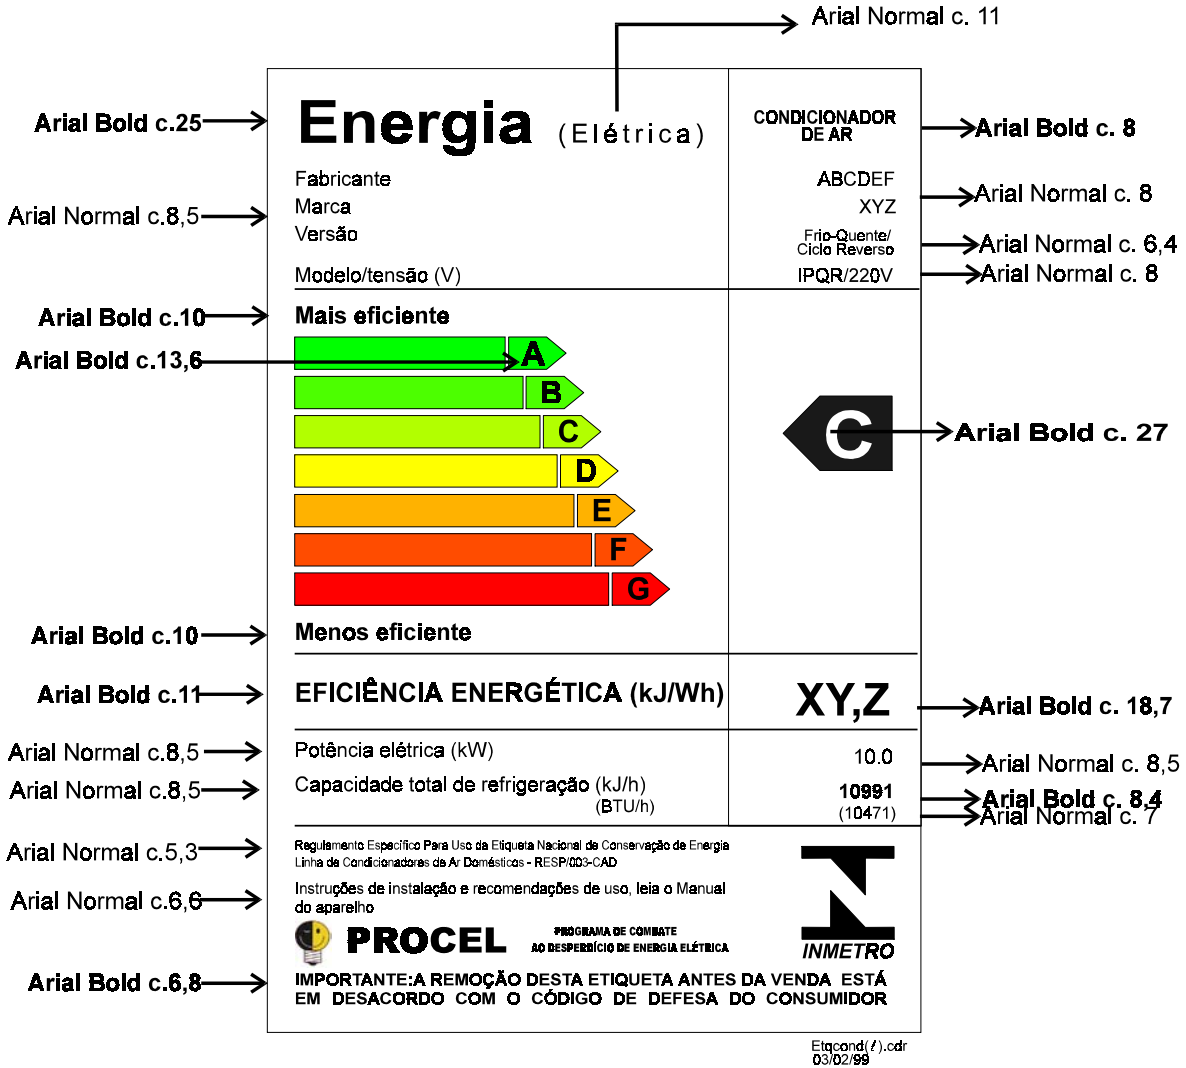 Arial Normal c. 11
Arial Bold c.25
Energia (Elétrica)
CONDICIONADOR
DE AR
Arial Bold c. 8
Fabricante
ABCDEF
Arial Normal c. 8
Marca
XYZ
Arial Normal c.8,5
Versão
Frio-Quente/
Ciclo Reverso
Arial Normal c. 6,4
Modelo/tensão (V)
IPQR/220V
Arial Normal c. 8
Arial Bold c.10
Mais eficiente
Arial Bold c.13,6
A
B
C
D
E
F
G
C
Arial Bold c. 27
Arial Bold c.10
Menos eficiente
Arial Bold c.11
EFICIÊNCIA ENERGÉTICA (kJ/Wh)
XY,Z
Arial Bold c. 18,7
Arial Normal c.8,5
Potência elétrica (kW)
10.0
Arial Normal c. 8,5
Arial Normal c.8,5
Capacidade total de refrigeração (kJ/h)
10991
Arial Bold c. 8,4
(BTU/h)
(10471)
Arial Normal c. 7
Arial Normal c.5,3
Regulamento Específico Para Uso da Etiqueta Nacional de Conservação de Energia
Linha de Condicionadores de Ar Domésticos - RESP/003-CAD
Arial Normal c.6,6
Instruções de instalação e recomendações de uso, leia o Manual
do aparelho
PROCEL
PROGRAMA DE COMBATE
AO DESPERDÍCIO DE ENERGIA ELÉTRICA
INMETRO
Arial Bold c.6,8
IMPORTANTE:A REMOÇÃO DESTA ETIQUETA ANTES DA VENDA ESTÁ
EM DESACORDO COM O CÓDIGO DE DEFESA DO CONSUMIDOR
Etqcond(/).cdr
03/02/99